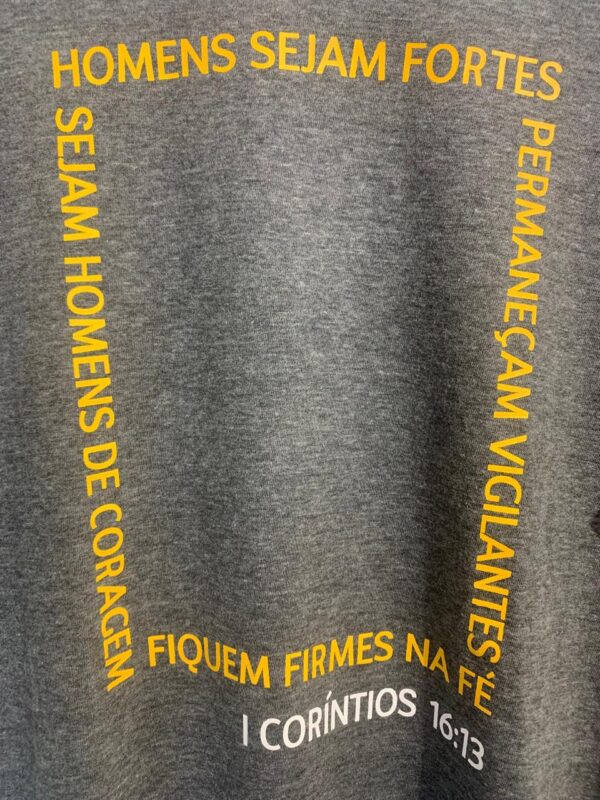 HOMENS SEJAM FORTES
PERMANEÇAM VIGILANTES
FIQUEM FIRMES NA FÉ
SEJAM HOMENS DE CORAGEM
I CORÍNTIOS 16:13